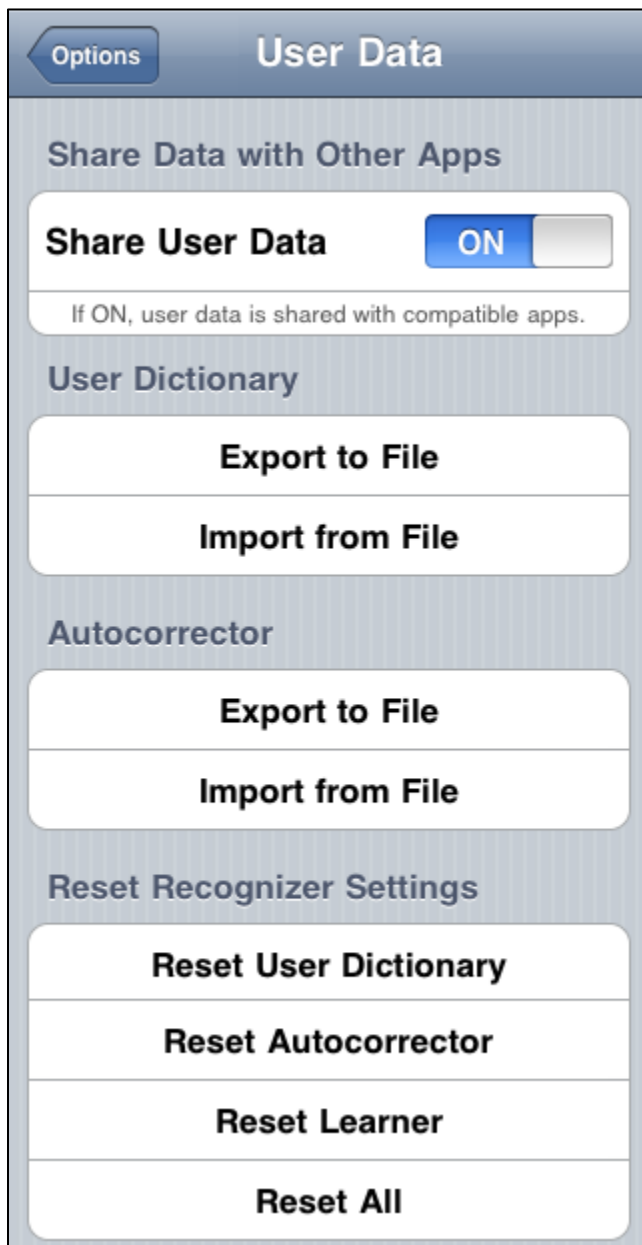 Options User Data
Share Data with Other Apps
Share User Data ON
If ON, user data is shared with compatible apps.
User Dictionary
Export to File
Import from File
Autocorrector
Export to File
Import from File
Reset Recognizer Settings
Reset User Dictionary
Reset Autocorrector
Reset Learner
Reset All